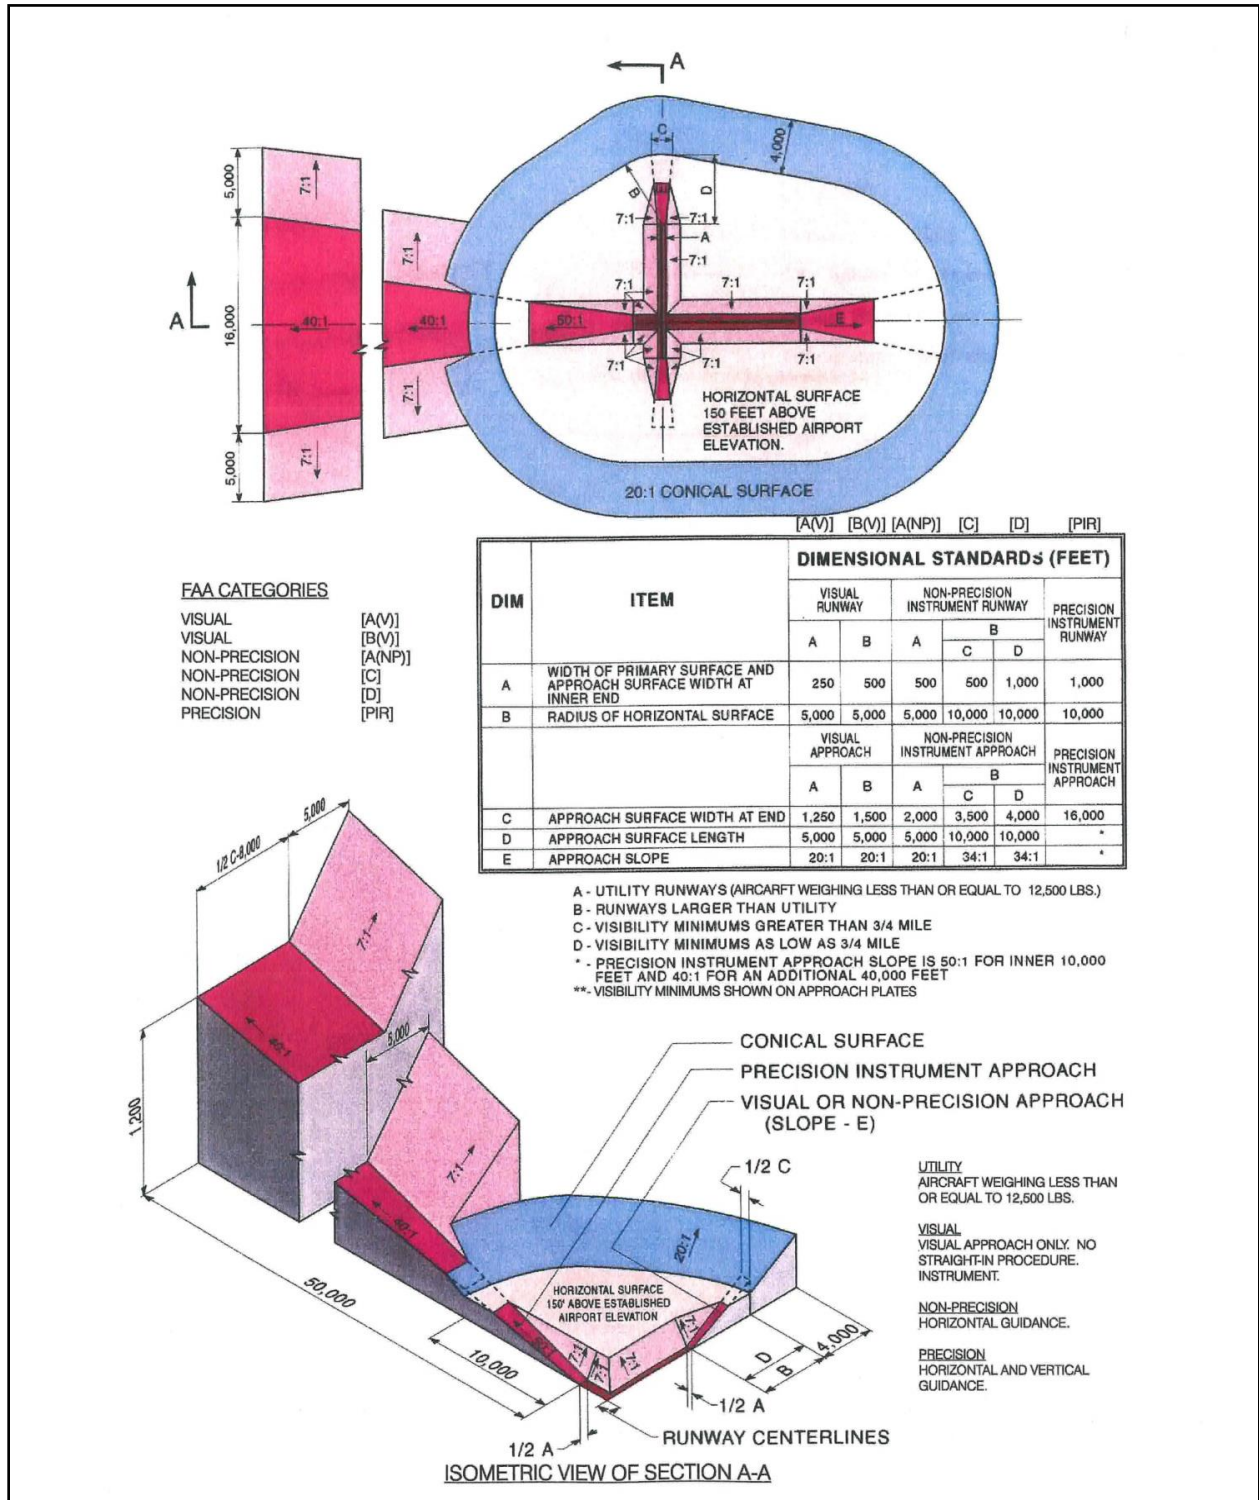 A
C
4,000
5,000
7:1
B
D
7:1
7:1
7:1
A
7:1
7:1
7:1
7:1
A
16,000
40:1
40:1
50:1
E
7:1
7:1
7:1
7:1
7:1
5,000
7:1
HORIZONTAL SURFACE
150 FEET ABOVE
ESTABLISHED AIRPORT
ELEVATION.
20:1 CONICAL SURFACE
[A(V)] [B(V)] [A(NP)] [C] [D] [PIR]
DIM ITEM DIMENSIONAL STANDARDS (FEET)
VISUAL
RUNWAY
NON-PRECISION
INSTRUMENT RUNWAY
PRECISION
INSTRUMENT
RUNWAY
A B A B
C D
A WIDTH OF PRIMARY SURFACE AND
APPROACH SURFACE WIDTH AT
INNER END
250 500 500 500 1,000 1,000
B RADIUS OF HORIZONTAL SURFACE 5,000 5,000 5,000 10,000 10,000 10,000
VISUAL
APPROACH
NON-PRECISION
INSTRUMENT APPROACH
PRECISION
INSTRUMENT
APPROACH
A B A B
C D
C APPROACH SURFACE WIDTH AT END 1,250 1,500 2,000 3,500 4,000 16,000
D APPROACH SURFACE LENGTH 5,000 5,000 5,000 10,000 10,000 *
E APPROACH SLOPE 20:1 20:1 20:1 34:1 34:1 *
FAA CATEGORIES
VISUAL [A(V)]
VISUAL [B(V)]
NON-PRECISION [A(NP)]
NON-PRECISION [C]
NON-PRECISION [D]
PRECISION [PIR]
A - UTILITY RUNWAYS (AIRCARFT WEIGHING LESS THAN OR EQUAL TO 12,500 LBS.)
B - RUNWAYS LARGER THAN UTILITY
C - VISIBILITY MINIMUMS GREATER THAN 3/4 MILE
D - VISIBILITY MINIMUMS AS LOW AS 3/4 MILE
* - PRECISION INSTRUMENT APPROACH SLOPE IS 50:1 FOR INNER 10,000
FEET AND 40:1 FOR AN ADDITIONAL 40,000 FEET
**- VISIBILITY MINIMUMS SHOWN ON APPROACH PLATES
5,000
1/2 C-8,000
7:1
40:1
5,000
1,200
7:1
40:1
50,000
10,000
CONICAL SURFACE
PRECISION INSTRUMENT APPROACH
VISUAL OR NON-PRECISION APPROACH
(SLOPE - E)
1/2 C
20:1
HORIZONTAL SURFACE
150' ABOVE ESTABLISHED
AIRPORT ELEVATION
50:1
7:1
7:1
7:1
7:1
D
B
4,000
1/2 A
1/2 A
RUNWAY CENTERLINES
ISOMETRIC VIEW OF SECTION A-A
UTILITY
AIRCRAFT WEIGHING LESS THAN
OR EQUAL TO 12,500 LBS.
VISUAL
VISUAL APPROACH ONLY. NO
STRAIGHT-IN PROCEDURE.
INSTRUMENT.
NON-PRECISION
HORIZONTAL GUIDANCE.
PRECISION
HORIZONTAL AND VERTICAL
GUIDANCE.